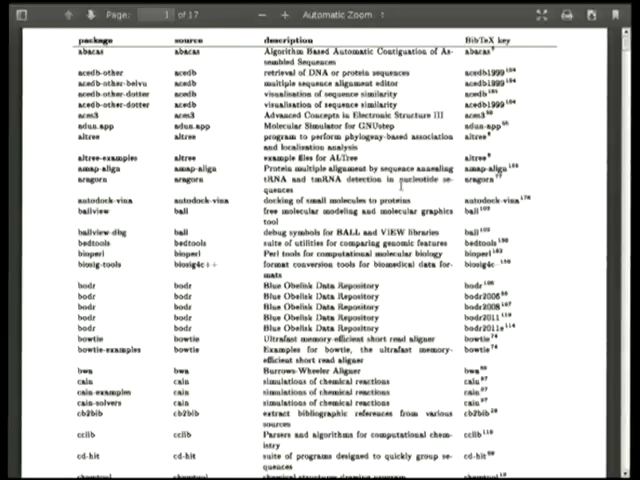 Page: 1 of 17 Automatic Zoom
package source description BibTeX key
abacas abacas Algorithm Based Automatic Contiguation of As- abacas
sembled Sequences
acedb-other acedb retrieval of DNA or protein sequences acedb1999
acedb-other-belvu acedb multiple sequence alignment editor acedb1999
acedb-other-dotter acedb visualisation of sequence similarity acedb
acedb-other-dotter acedb visualisation of sequence similarity acedb1999
aces3 aces3 Advanced Concepts in Electronic Structure III aces3
adun.app adun.app Molecular Simulator for GNUstep adun-app
altree altree program to perform phylogeny-based association altree
and localisation analysis
altree-examples altree example files for ALTree altree
amap-align amap-align Protein multiple alignment by sequence annealing amap-align
aragorn aragorn tRNA and tmRNA detection in nucleotide se- aragorn
quences
autodock-vina autodock-vina docking of small molecules to proteins autodock-vina
ballview ball free molecular modeling and molecular graphics ball
tool
ballview-dbg ball debug symbols for BALL and VIEW libraries ball
bedtools bedtools suite of utilities for comparing genomic features bedtools
bioperl bioperl Perl tools for computational molecular biology bioperl
biosig-tools biosig4c++ format conversion tools for biomedical data for- biosig4c
mats
bodr bodr Blue Obelisk Data Repository bodr
bodr bodr Blue Obelisk Data Repository bodr2006
bodr bodr Blue Obelisk Data Repository bodr2008
bodr bodr Blue Obelisk Data Repository bodr2011
bodr bodr Blue Obelisk Data Repository bodr2011a
bowtie bowtie Ultrafast memory-efficient short read aligner bowtie
bowtie-examples bowtie Examples for bowtie, the ultrafast memory- bowtie
efficient short read aligner
bwa bwa Burrows-Wheeler Aligner bwa
cain cain simulations of chemical reactions cain
cain-examples cain simulations of chemical reactions cain
cain-solvers cain simulations of chemical reactions cain
cb2bib cb2bib extract bibliographic references from various cb2bib
sources
cclib cclib Parsers and algorithms for computational chem- cclib
istry
cd-hit cd-hit suite of programs designed to quickly group se- cd-hit
quences